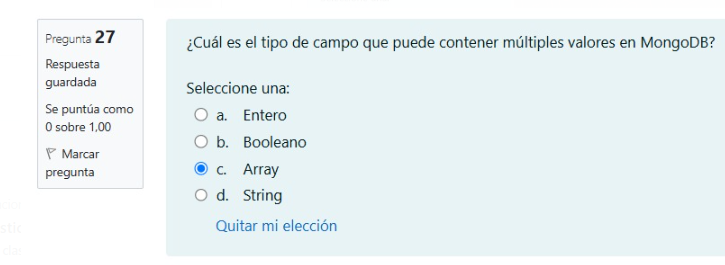 Pregunta 27
Respuesta
guardada
Se puntúa como
0 sobre 1,00
Marcar
pregunta
¿Cuál es el tipo de campo que puede contener múltiples valores en MongoDB?
Seleccione una:
a. Entero
b. Booleano
c. Array
d. String
Quitar mi elección